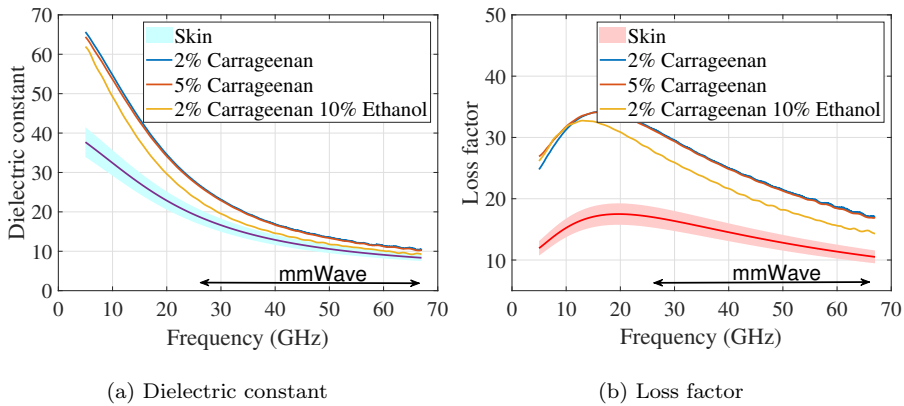 70
60
50
40
30
20
10
0
Dielectric constant
Skin
2% Carrageenan
5% Carrageenan
2% Carrageenan 10% Ethanol
mmWave
0 10 20 30 40 50 60 70
Frequency (GHz)
(a) Dielectric constant
50
40
30
20
10
Loss factor
Skin
2% Carrageenan
5% Carrageenan
2% Carrageenan 10% Ethanol
mmWave
0 10 20 30 40 50 60 70
Frequency (GHz)
(b) Loss factor